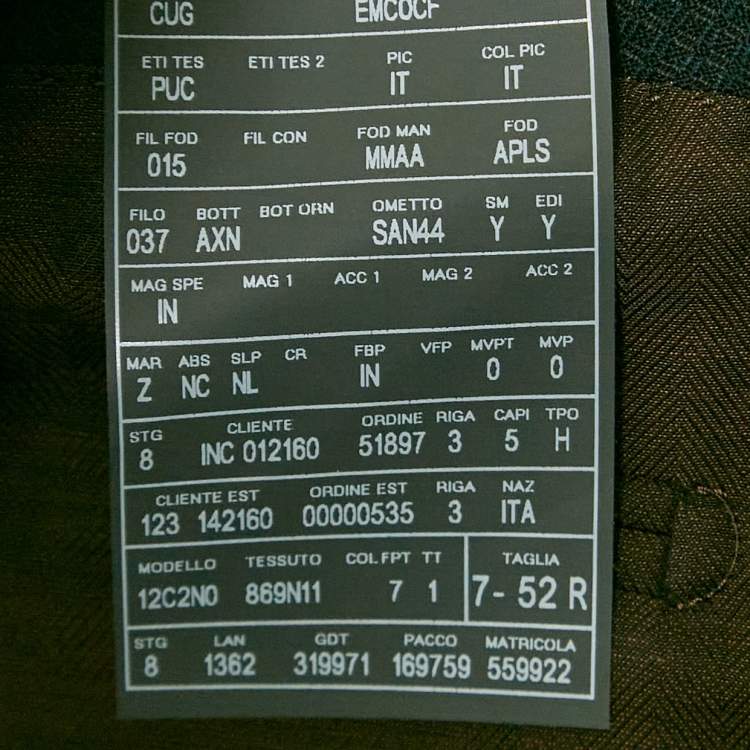 CUG EMCOCF
ETI TES ETI TES 2 PIC COL PIC
PUC IT IT
FIL FOD FIL CON FOD MAN FOD
015 MMAA APLS
FILO BOTT BOT ORN OMETTO SM EDI
037 AXN SAN44 Y Y
MAG SPE MAG 1 ACC 1 MAG 2 ACC 2
IN
MAR ABS SLP CR FBP VFP MVPT MVP
Z NC NL IN 0 0
STG CLIENTE ORDINE RIGA CAPI TPO
8 INC 012160 51897 3 5 H
CLIENTE EST ORDINE EST RIGA NAZ
123 142160 00000535 3 ITA
MODELLO TESSUTO COL FPT TT TAGLIA
12C2N0 869N11 7 1 7- 52 R
STG LAN GDT PACCO MATRICOLA
8 1362 319971 169759 559922